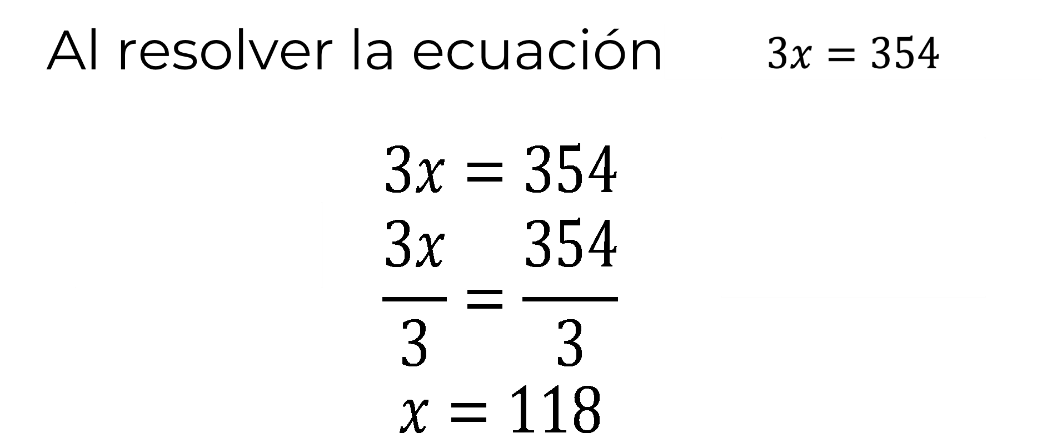 Al resolver la ecuación 3x = 354
3x = 354
3x/3 = 354/3
x = 118